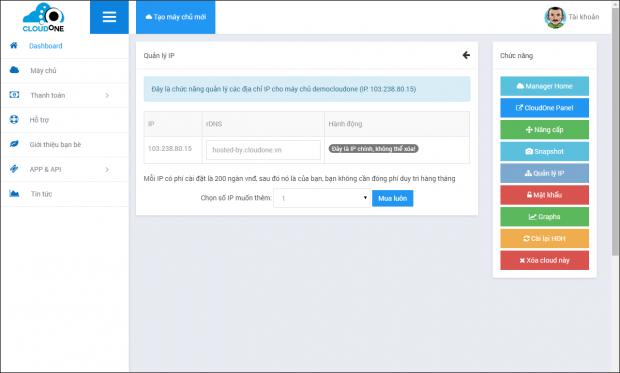 CLOUDONE
Tạo máy chủ mới
Tài khoản
Dashboard
Máy chủ
Thanh toán
Hỗ trợ
Giới thiệu bạn bè
APP & API
Tin tức
Quản lý IP
Đây là chức năng quản lý các địa chỉ IP cho máy chủ democloudone (IP: 103.238.80.15)
IP rDNS Hành động
103.238.80.15 hosted-by.cloudone.vn Đây là IP chính, không thể xóa!
Mỗi IP có phí cài đặt là 200 ngàn vnđ, sau đó nó là của bạn, bạn không cần đóng phí duy trì hàng tháng
Chọn số IP muốn thêm: 1 Mua luôn
Chức năng
Manager Home
CloudOne Panel
Nâng cấp
Snapshot
Quản lý IP
Mật khẩu
Graphs
Cài lại HĐH
Xóa cloud này